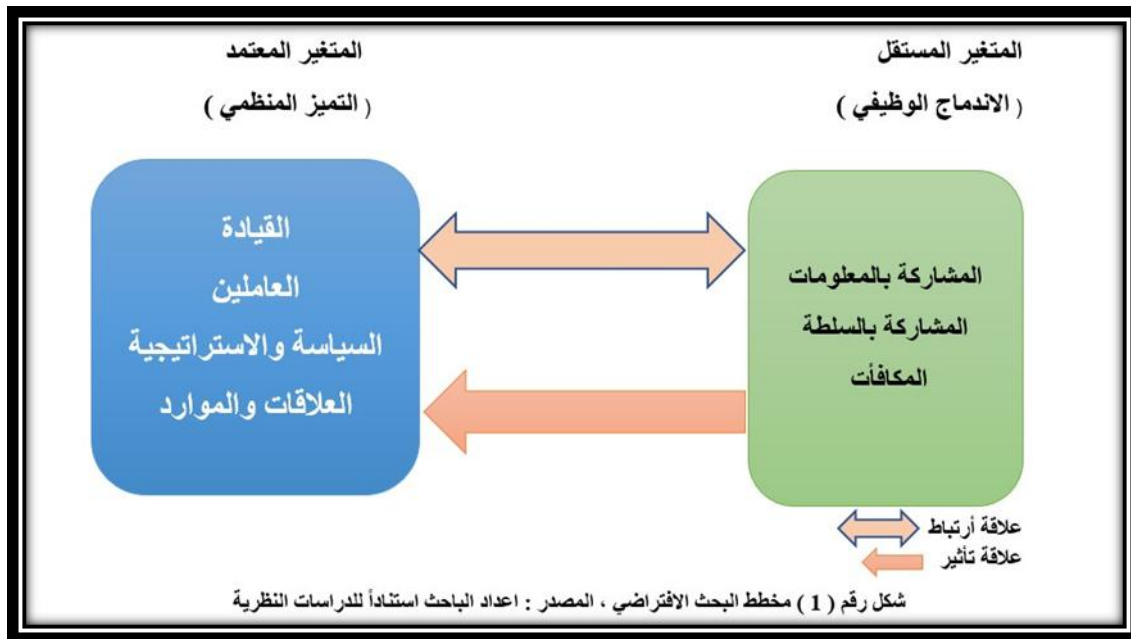 المتغير المستقل
( الاندماج الوظيفي )
المتغير المعتمد
( التميز المنظمي )
المشاركة بالمعلومات
المشاركة بالسلطة
المكافأت
القيادة
العاملين
السياسة والاستراتيجية
العلاقات والموارد
علاقة أرتباط
علاقة تأثير
شكل رقم ( 1 ) مخطط البحث الافتراضي ، المصدر : اعداد الباحث استناداً للدراسات النظرية